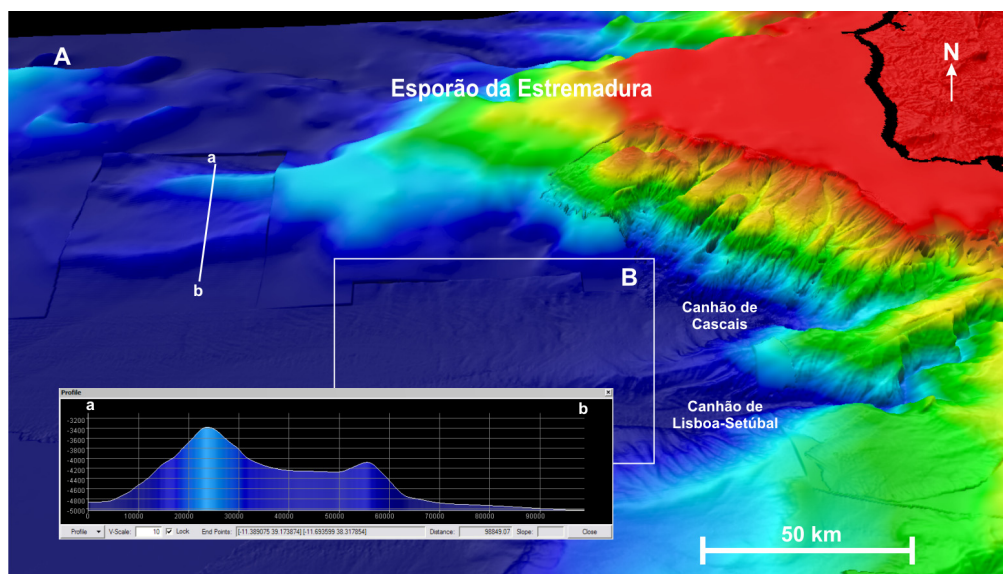 A
N
Esporão da Estremadura
a
b
B
Canhão de
Cascais
Canhão de
Lisboa-Setúbal
50 km
Profile
a
b
-3200
-3400
-3600
-3800
-4000
-4200
-4400
-4600
-4800
-5000
0 10000 20000 30000 40000 50000 60000 70000 80000 90000
Profile V-Scale: 10 Lock End Points: [-11.389075 39.173874] [-11.693599 38.317854] Distance: 98849.07 Slope: Close